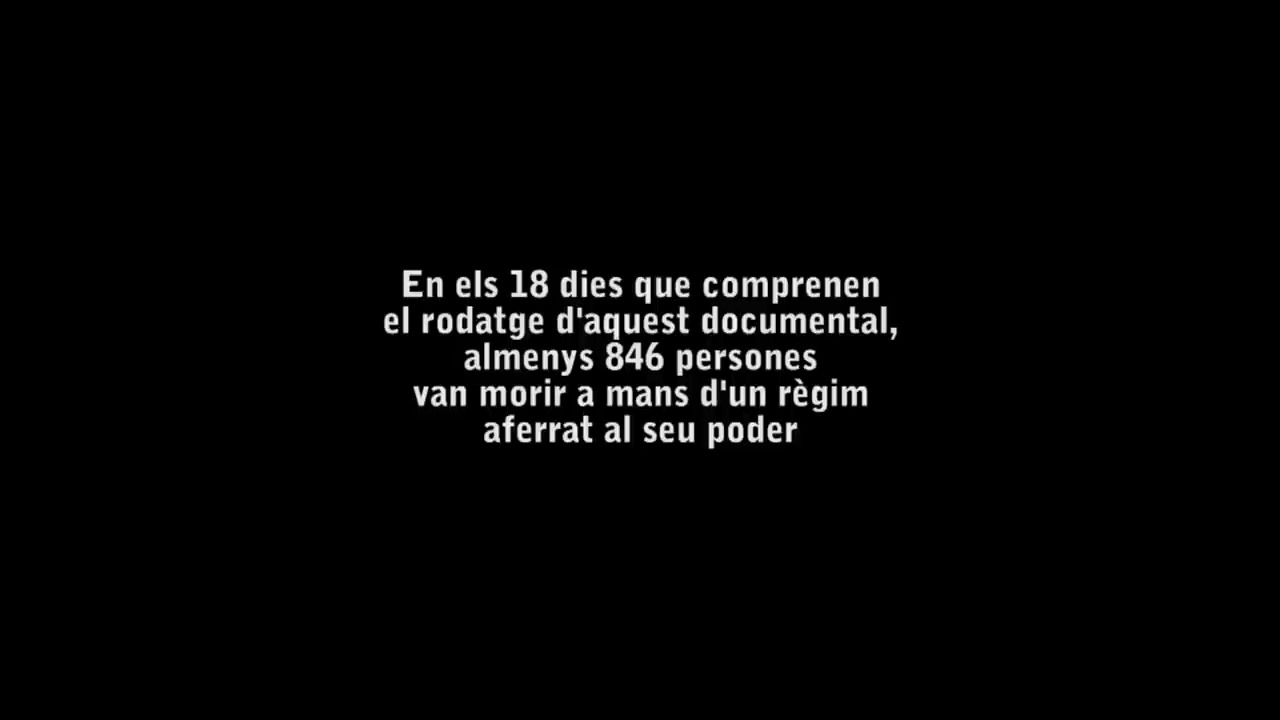 En els 18 dies que comprenen
el rodatge d'aquest documental,
almenys 846 persones
van morir a mans d'un règim
aferrat al seu poder